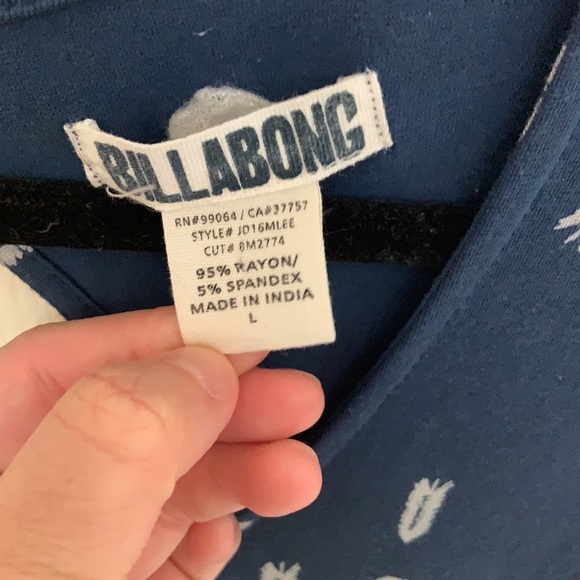 BILLABONG
RN#99064 / CA#37757
STYLE# JD16MLEE
CUT# 8M2774
95% RAYON/
5% SPANDEX
MADE IN INDIA
L